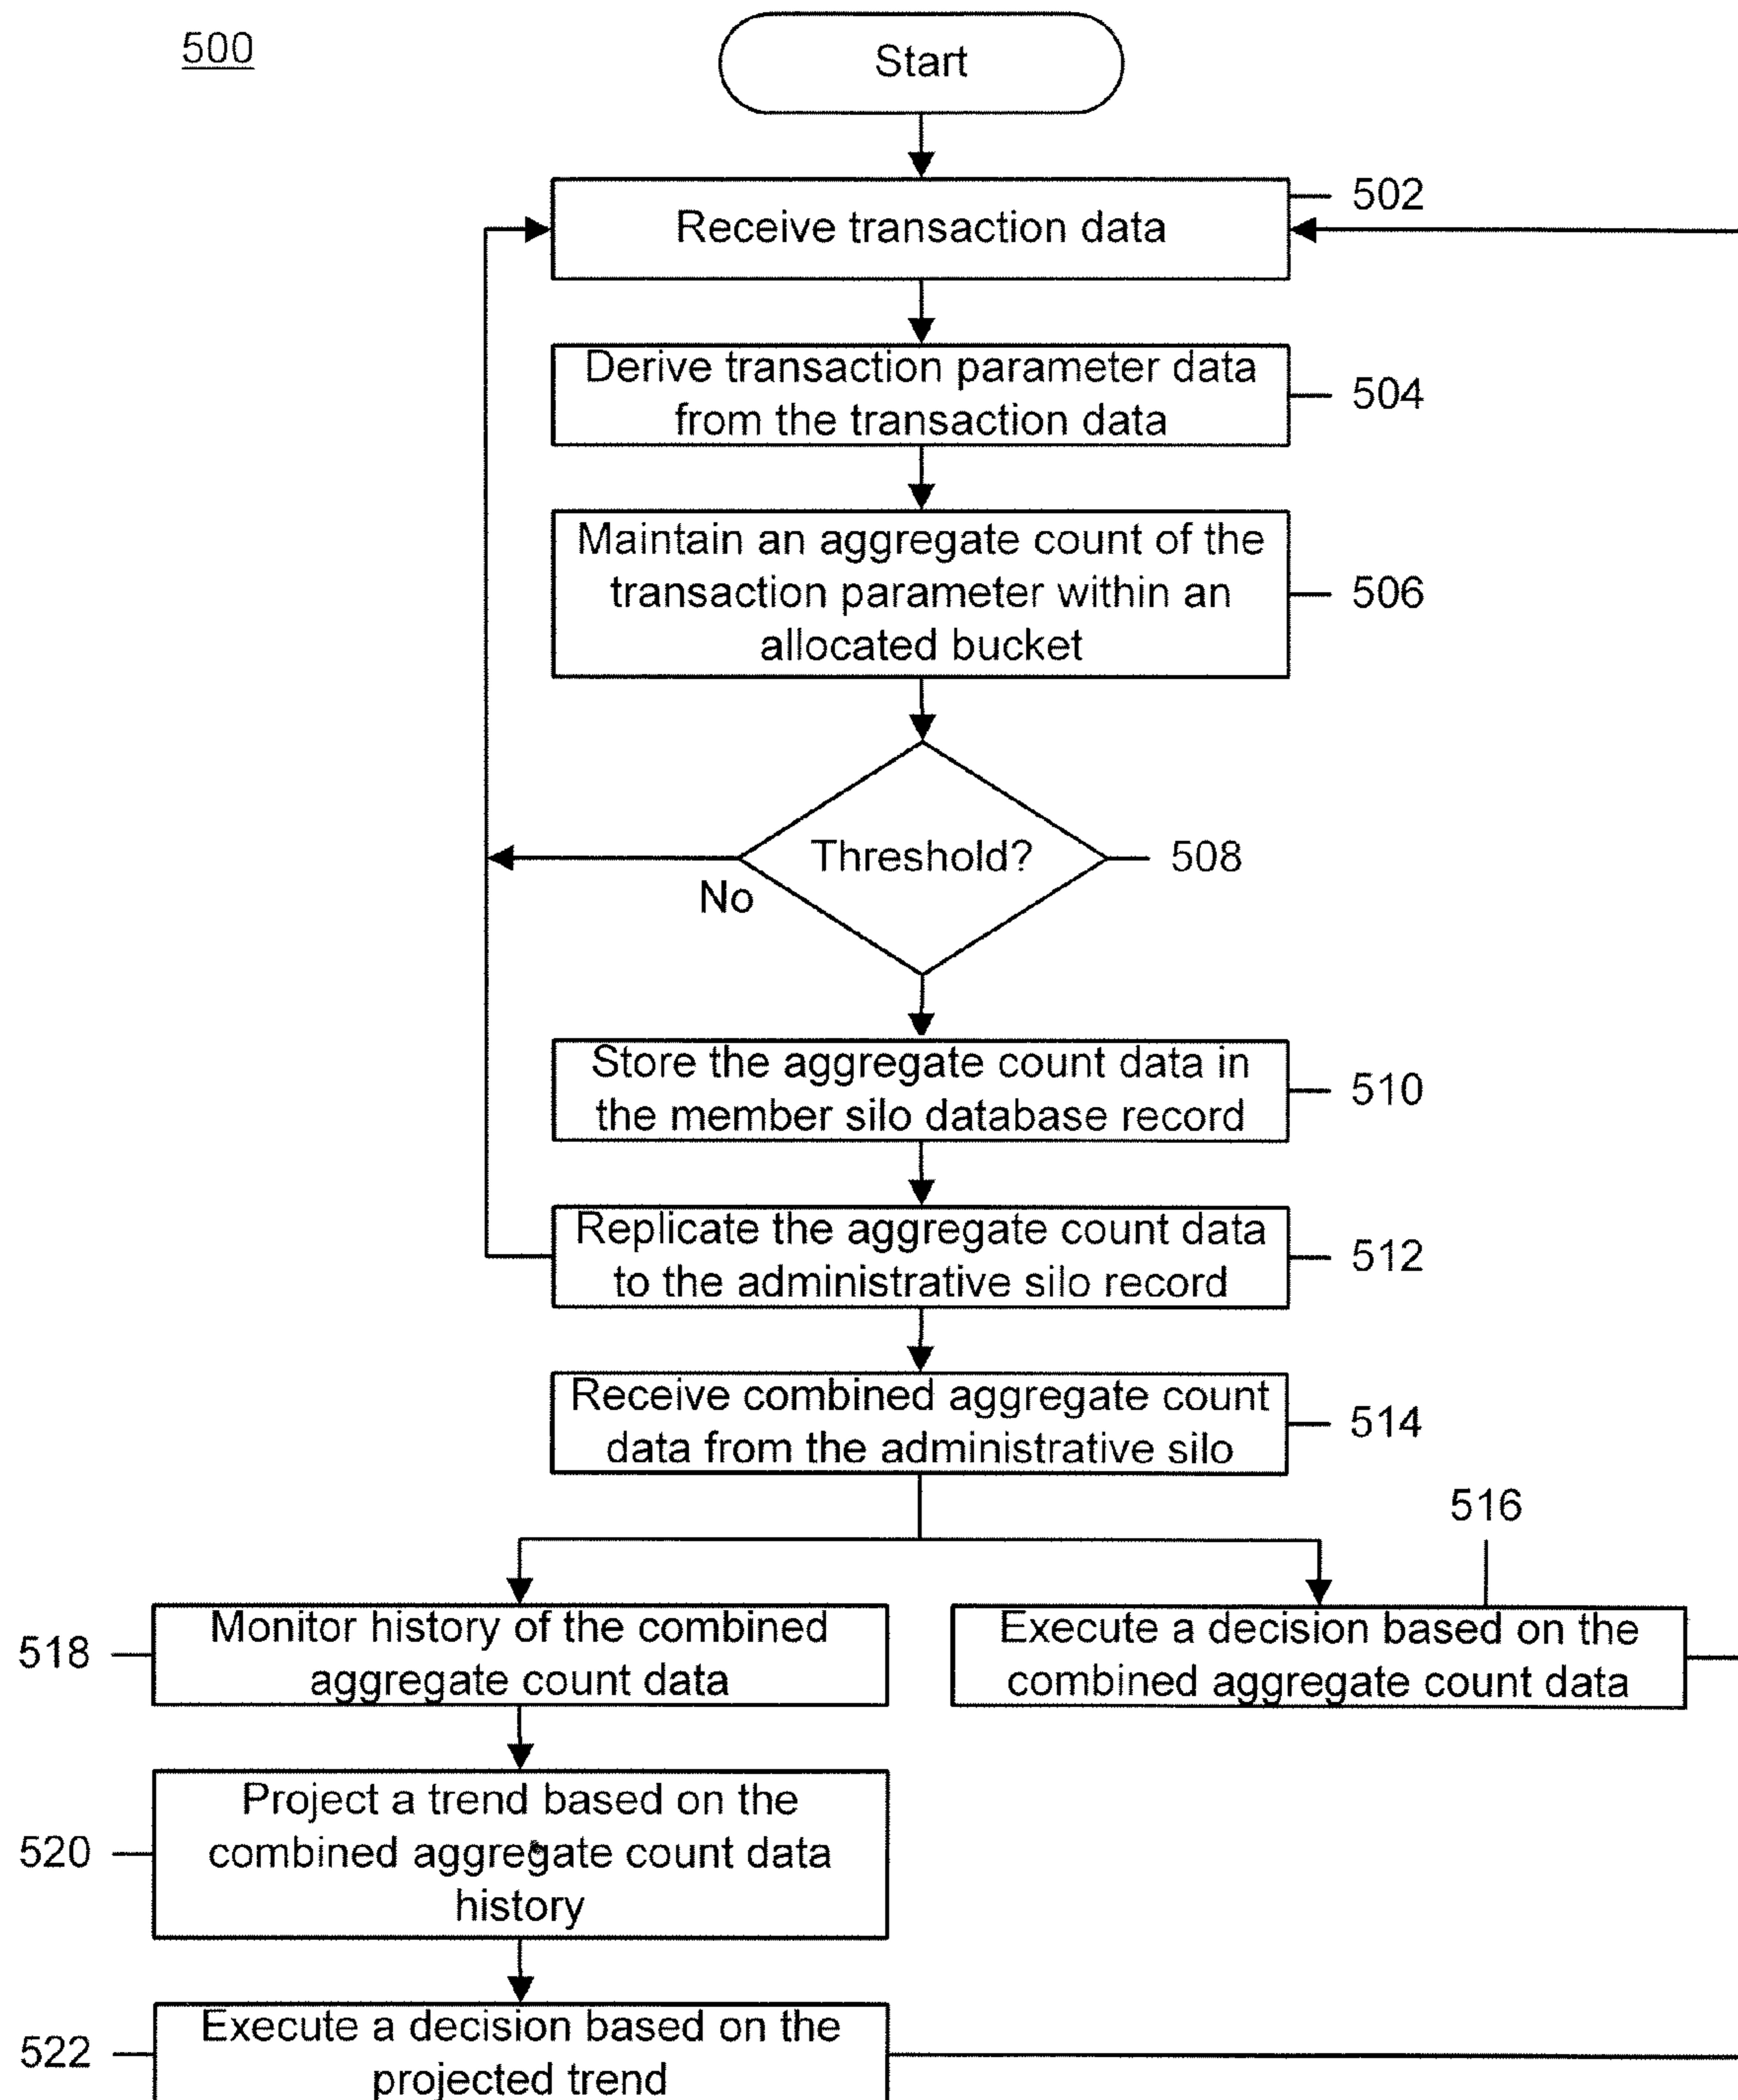 500
Start
Receive transaction data
502
Derive transaction parameter data
from the transaction data
504
Maintain an aggregate count of the
transaction parameter within an
allocated bucket
506
Threshold?
508
No
Store the aggregate count data in
the member silo database record
510
Replicate the aggregate count data
to the administrative silo record
512
Receive combined aggregate count
data from the administrative silo
514
516
518
Monitor history of the combined
aggregate count data
Execute a decision based on the
combined aggregate count data
520
Project a trend based on the
combined aggregate count data
history
522
Execute a decision based on the
projected trend